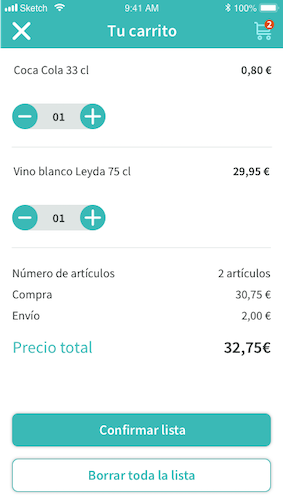 Sketch 9:41 AM 100%
Tu carrito 2
Coca Cola 33 cl 0,80 €
01
Vino blanco Leyda 75 cl 29,95 €
01
Número de artículos 2 artículos
Compra 30,75 €
Envío 2,00 €
Precio total 32,75€
Confirmar lista
Borrar toda la lista